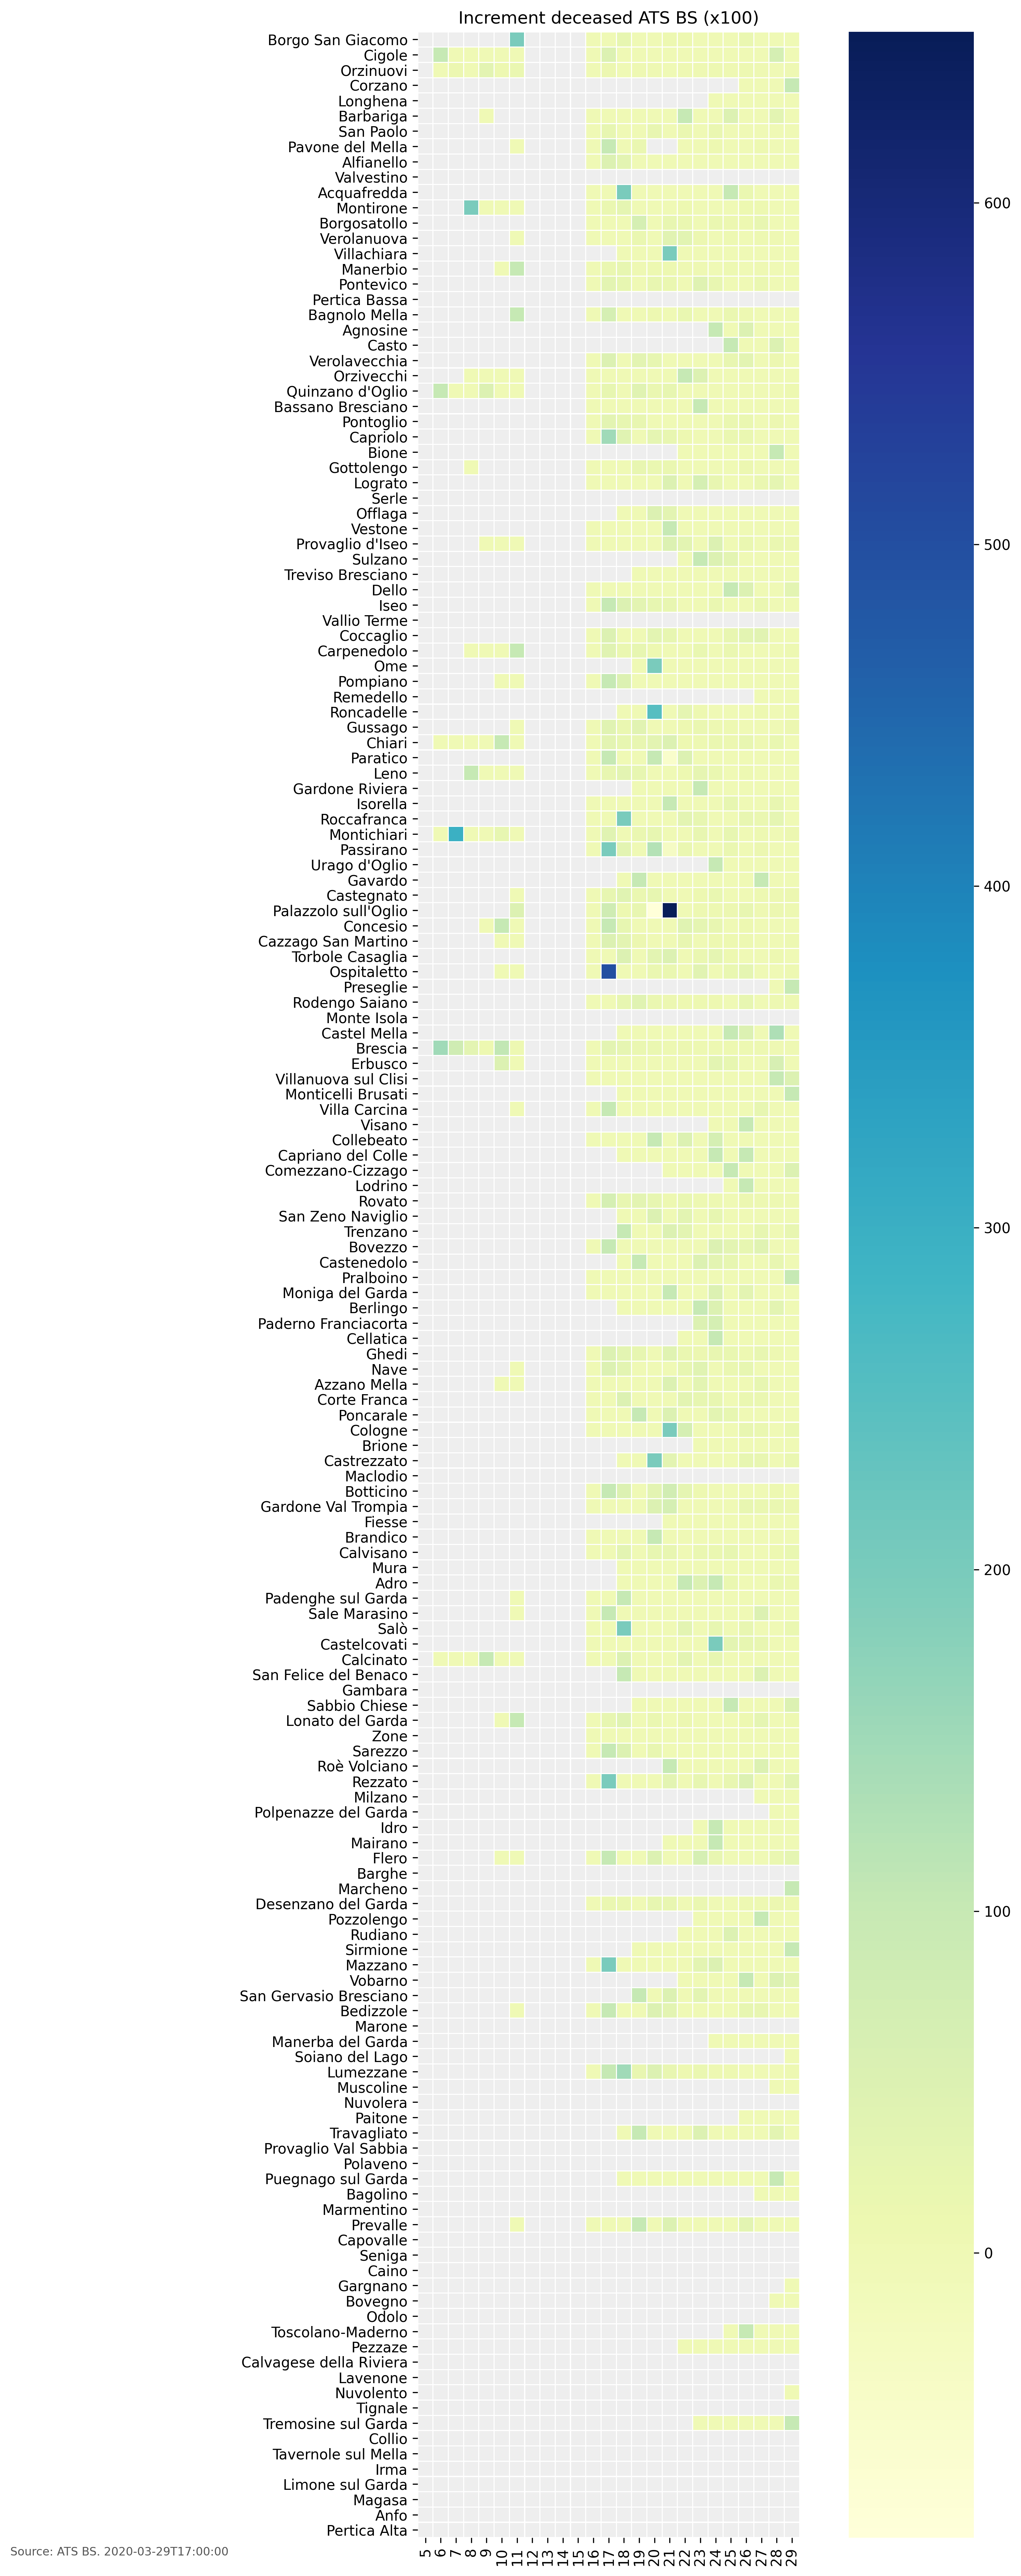 Increment deceased ATS BS (x100)
Borgo San Giacomo
Cigole
Orzinuovi
Corzano
Longhena
Barbariga
San Paolo
Pavone del Mella
Alfianello
Valvestino
Acquafredda
Montirone
Borgosatollo
Verolanuova
Villachiara
Manerbio
Pontevico
Pertica Bassa
Bagnolo Mella
Agnosine
Casto
Verolavecchia
Orzivecchi
Quinzano d'Oglio
Bassano Bresciano
Pontoglio
Capriolo
Bione
Gottolengo
Lograto
Serle
Offlaga
Vestone
Provaglio d'Iseo
Sulzano
Treviso Bresciano
Dello
Iseo
Vallio Terme
Coccaglio
Carpenedolo
Ome
Pompiano
Remedello
Roncadelle
Gussago
Chiari
Paratico
Leno
Gardone Riviera
Isorella
Roccafranca
Montichiari
Passirano
Urago d'Oglio
Gavardo
Castegnato
Palazzolo sull'Oglio
Concesio
Cazzago San Martino
Torbole Casaglia
Ospitaletto
Preseglie
Rodengo Saiano
Monte Isola
Castel Mella
Brescia
Erbusco
Villanuova sul Clisi
Monticelli Brusati
Villa Carcina
Visano
Collebeato
Capriano del Colle
Comezzano-Cizzago
Lodrino
Rovato
San Zeno Naviglio
Trenzano
Bovezzo
Castenedolo
Pralboino
Moniga del Garda
Berlingo
Paderno Franciacorta
Cellatica
Ghedi
Nave
Azzano Mella
Corte Franca
Poncarale
Cologne
Brione
Castrezzato
Maclodio
Botticino
Gardone Val Trompia
Fiesse
Brandico
Calvisano
Mura
Adro
Padenghe sul Garda
Sale Marasino
Salò
Castelcovati
Calcinato
San Felice del Benaco
Gambara
Sabbio Chiese
Lonato del Garda
Zone
Sarezzo
Roè Volciano
Rezzato
Milzano
Polpenazze del Garda
Idro
Mairano
Flero
Barghe
Marcheno
Desenzano del Garda
Pozzolengo
Rudiano
Sirmione
Mazzano
Vobarno
San Gervasio Bresciano
Bedizzole
Marone
Manerba del Garda
Soiano del Lago
Lumezzane
Muscoline
Nuvolera
Paitone
Travagliato
Provaglio Val Sabbia
Polaveno
Puegnago sul Garda
Bagolino
Marmentino
Prevalle
Capovalle
Seniga
Caino
Gargnano
Bovegno
Odolo
Toscolano-Maderno
Pezzaze
Calvagese della Riviera
Lavenone
Nuvolento
Tignale
Tremosine sul Garda
Collio
Tavernole sul Mella
Irma
Limone sul Garda
Magasa
Anfo
Pertica Alta
5 6 7 8 9 10 11 12 13 14 15 16 17 18 19 20 21 22 23 24 25 26 27 28 29
600
500
400
300
200
100
0
Source: ATS BS. 2020-03-29T17:00:00